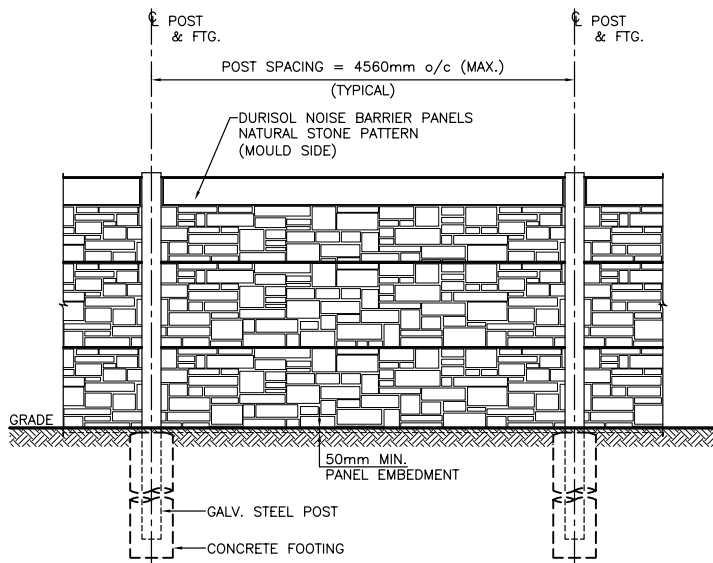 ℄ POST
& FTG.
℄ POST
& FTG.
POST SPACING = 4560mm o/c (MAX.)
(TYPICAL)
DURISOL NOISE BARRIER PANELS
NATURAL STONE PATTERN
(MOULD SIDE)
GRADE
50mm MIN.
PANEL EMBEDMENT
GALV. STEEL POST
CONCRETE FOOTING